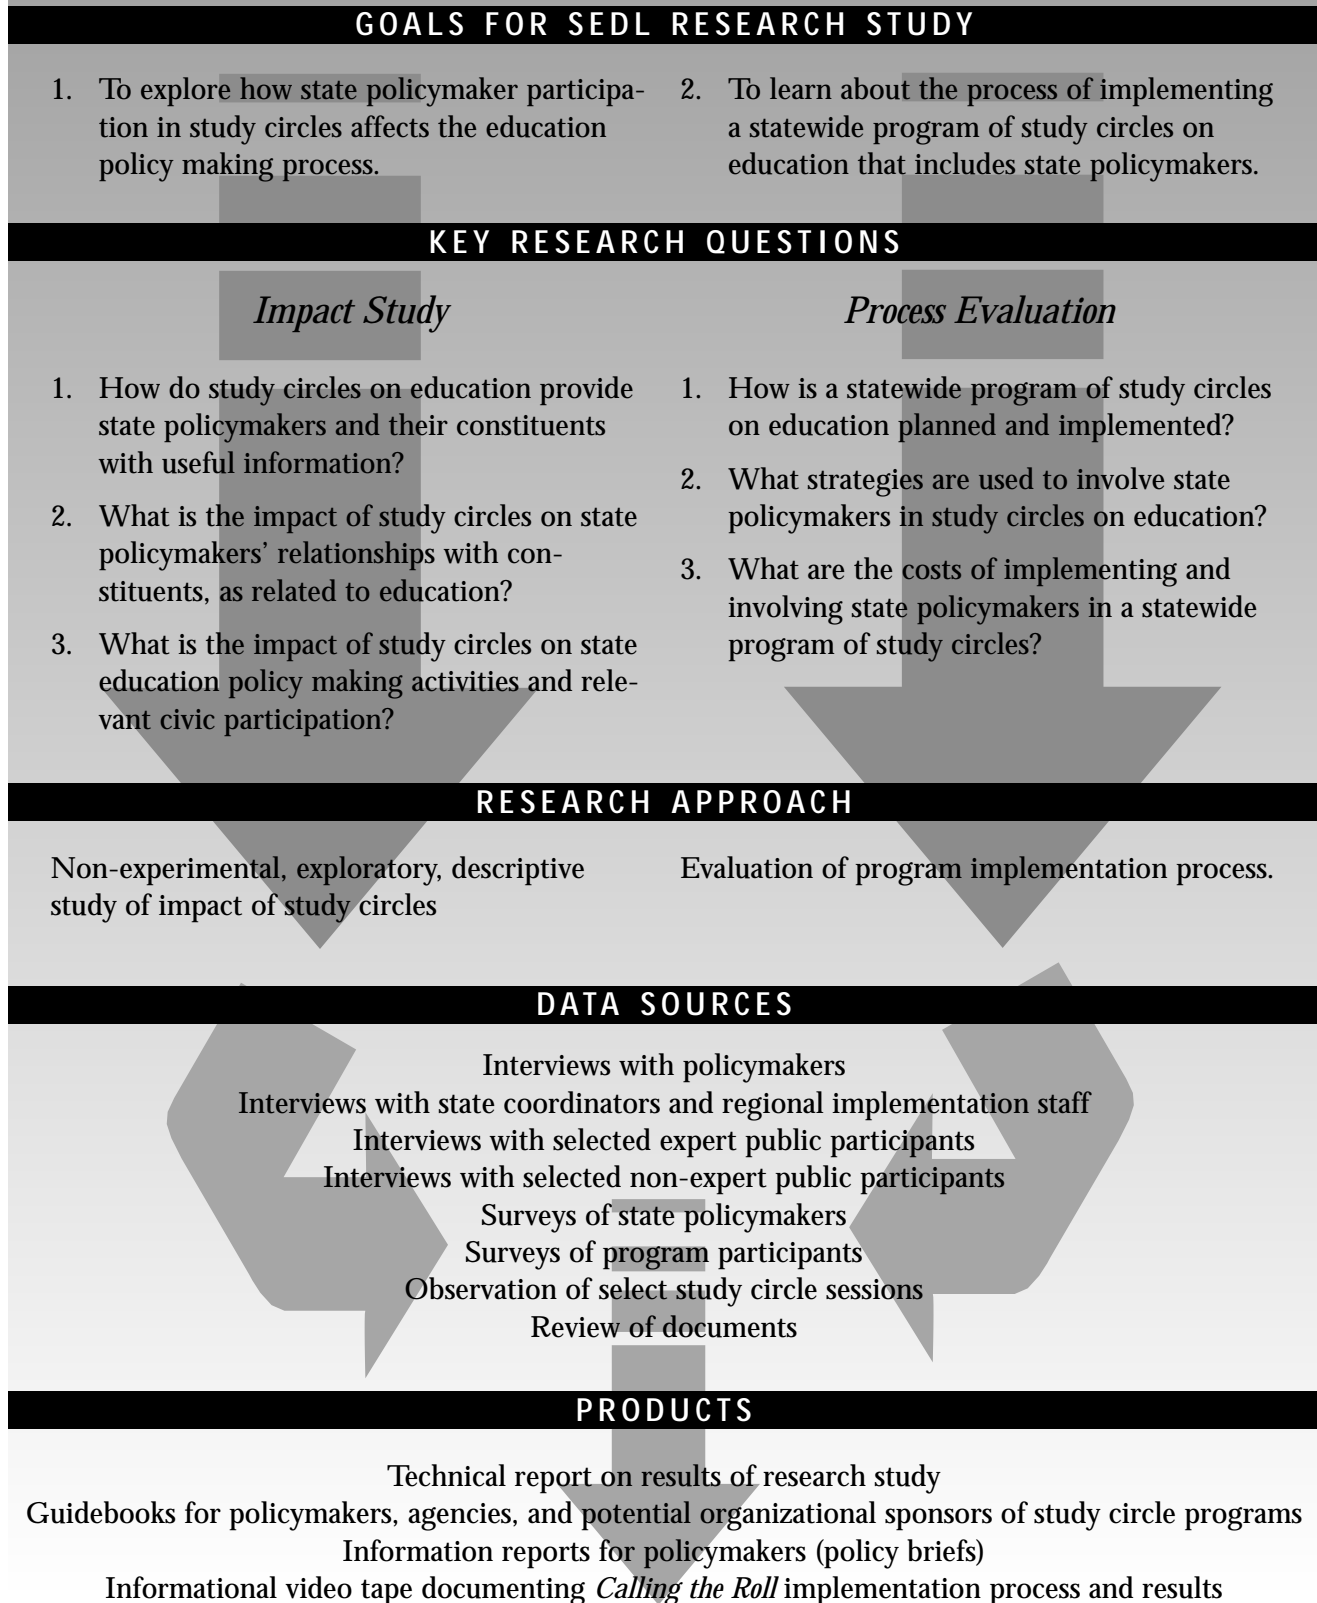 GOALS FOR SEDL RESEARCH STUDY
1. To explore how state policymaker participa-
tion in study circles affects the education
policy making process.
2. To learn about the process of implementing
a statewide program of study circles on
education that includes state policymakers.
KEY RESEARCH QUESTIONS
Impact Study
1. How do study circles on education provide
state policymakers and their constituents
with useful information?
2. What is the impact of study circles on state
policymakers’ relationships with con-
stituents, as related to education?
3. What is the impact of study circles on state
education policy making activities and rele-
vant civic participation?
Process Evaluation
1. How is a statewide program of study circles
on education planned and implemented?
2. What strategies are used to involve state
policymakers in study circles on education?
3. What are the costs of implementing and
involving state policymakers in a statewide
program of study circles?
RESEARCH APPROACH
Non-experimental, exploratory, descriptive
study of impact of study circles
Evaluation of program implementation process.
DATA SOURCES
Interviews with policymakers
Interviews with state coordinators and regional implementation staff
Interviews with selected expert public participants
Interviews with selected non-expert public participants
Surveys of state policymakers
Surveys of program participants
Observation of select study circle sessions
Review of documents
PRODUCTS
Technical report on results of research study
Guidebooks for policymakers, agencies, and potential organizational sponsors of study circle programs
Information reports for policymakers (policy briefs)
Informational video tape documenting Calling the Roll implementation process and results